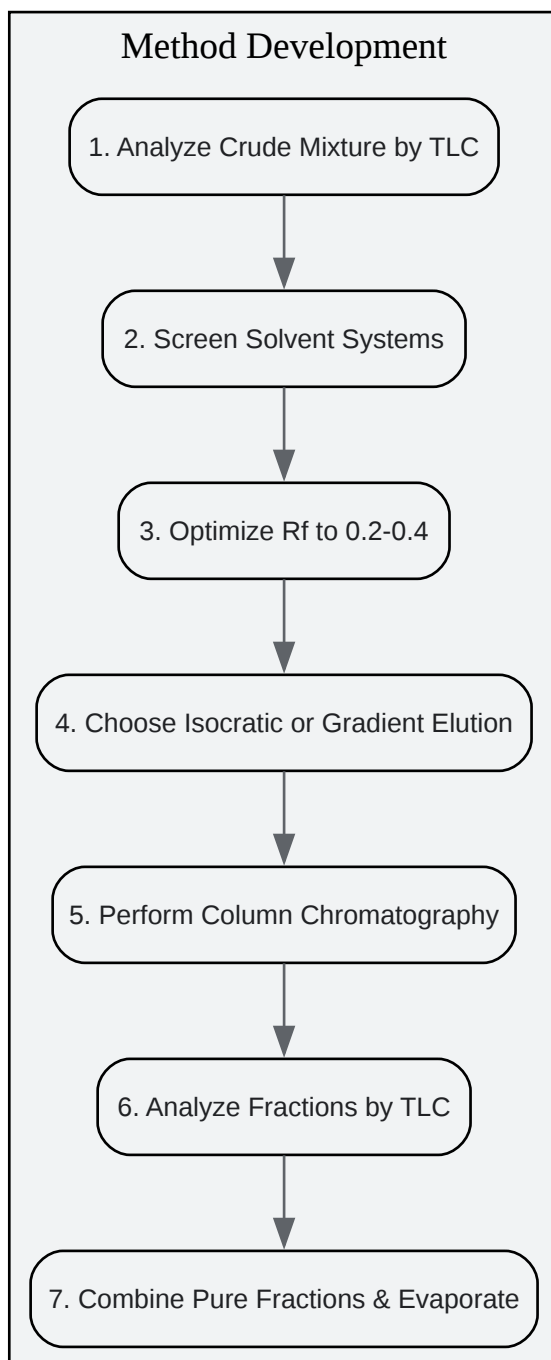 Method Development
1. Analyze Crude Mixture by TLC
2. Screen Solvent Systems
3. Optimize Rf to 0.2-0.4
4. Choose Isocratic or Gradient Elution
5. Perform Column Chromatography
6. Analyze Fractions by TLC
7. Combine Pure Fractions & Evaporate